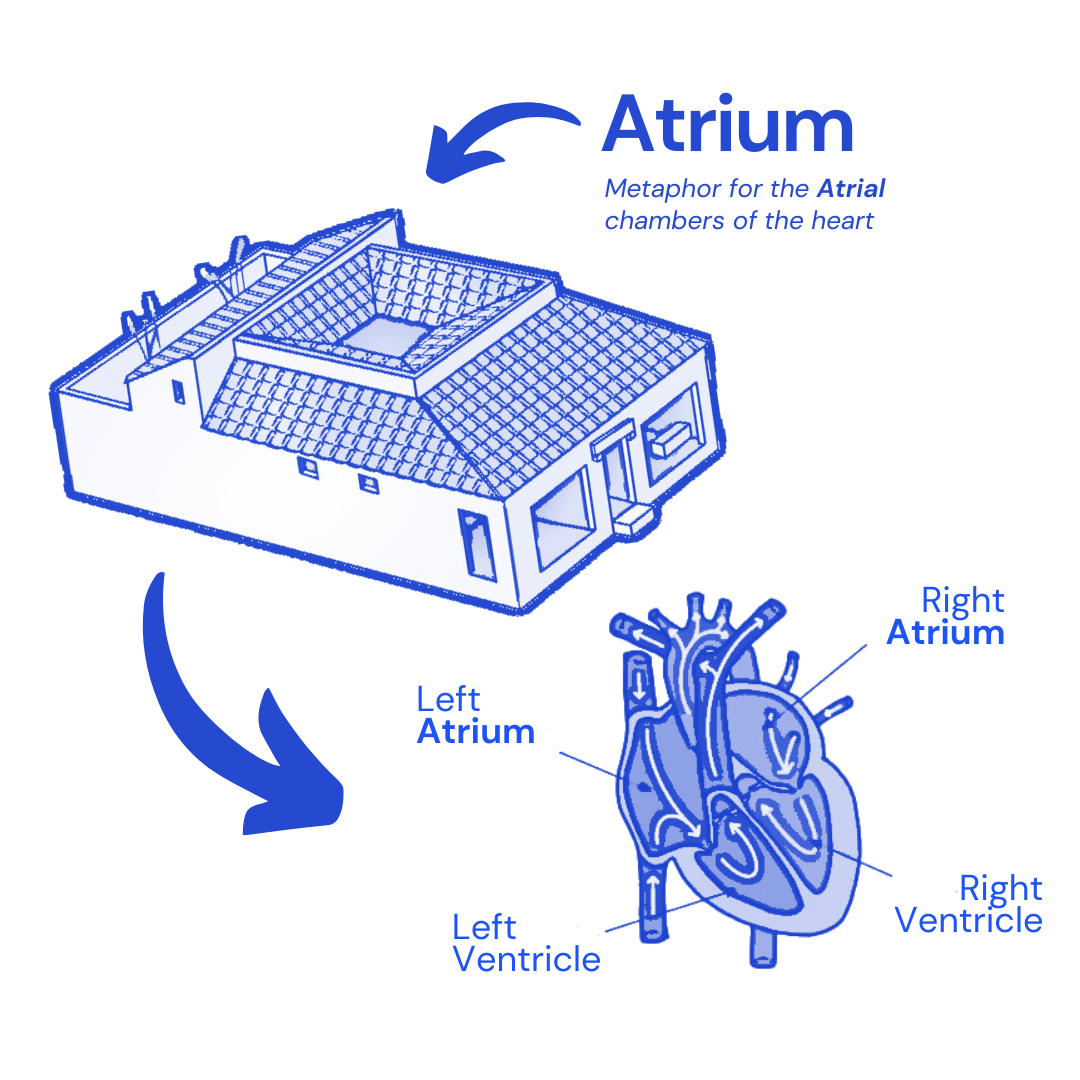 Atrium
Metaphor for the Atrial
chambers of the heart
Right
Atrium
Left
Atrium
Right
Ventricle
Left
Ventricle